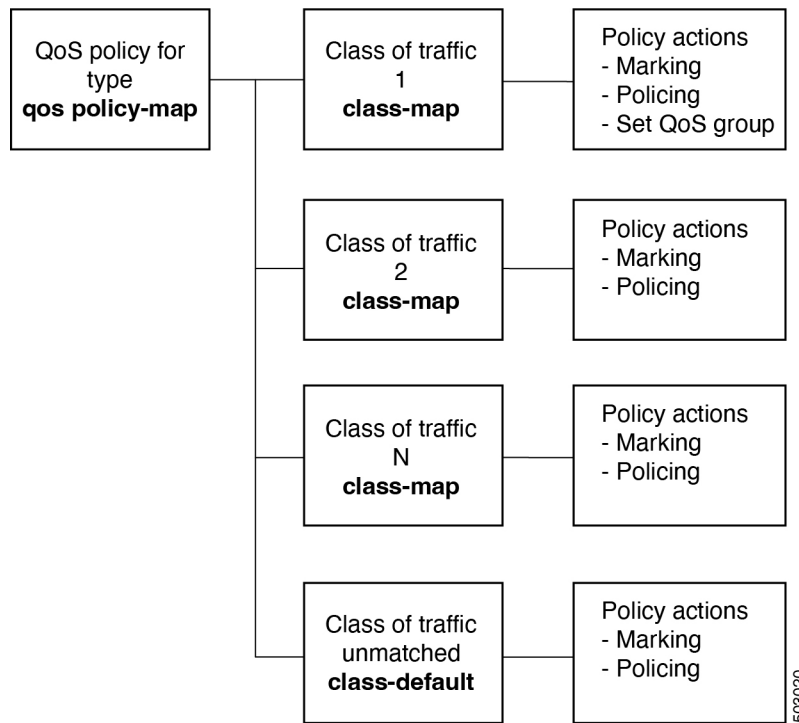 QoS policy for
type
qos policy-map
Class of traffic
1
class-map
Policy actions
- Marking
- Policing
- Set QoS group
Class of traffic
2
class-map
Policy actions
- Marking
- Policing
Class of traffic
N
class-map
Policy actions
- Marking
- Policing
Class of traffic
unmatched
class-default
Policy actions
- Marking
- Policing